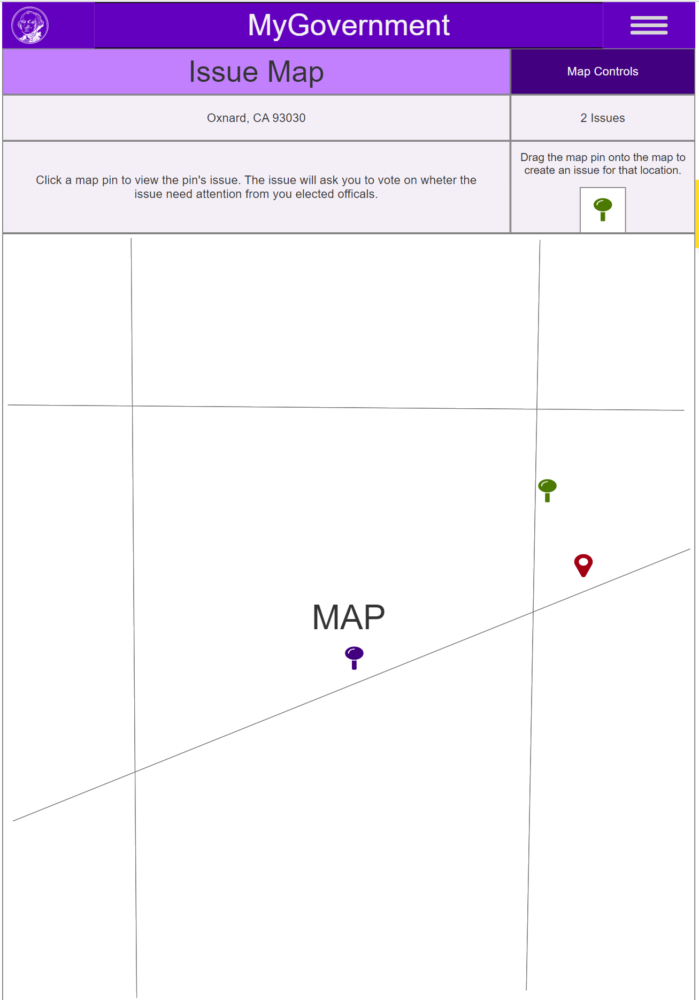 MyGovernment
Issue Map
Map Controls
Oxnard, CA 93030
2 Issues
Click a map pin to view the pin's issue. The issue will ask you to vote on wheter the
issue need attention from you elected officals.
Drag the map pin onto the map to
create an issue for that location.
MAP